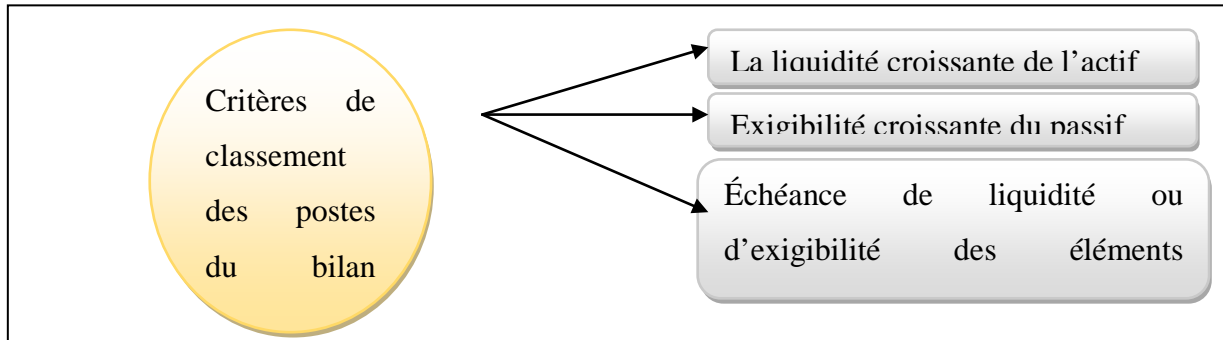 Critères de
classement
des postes
du bilan
La liquidité croissante de l’actif
Exigibilité croissante du passif
Échéance de liquidité ou
d’exigibilité des éléments